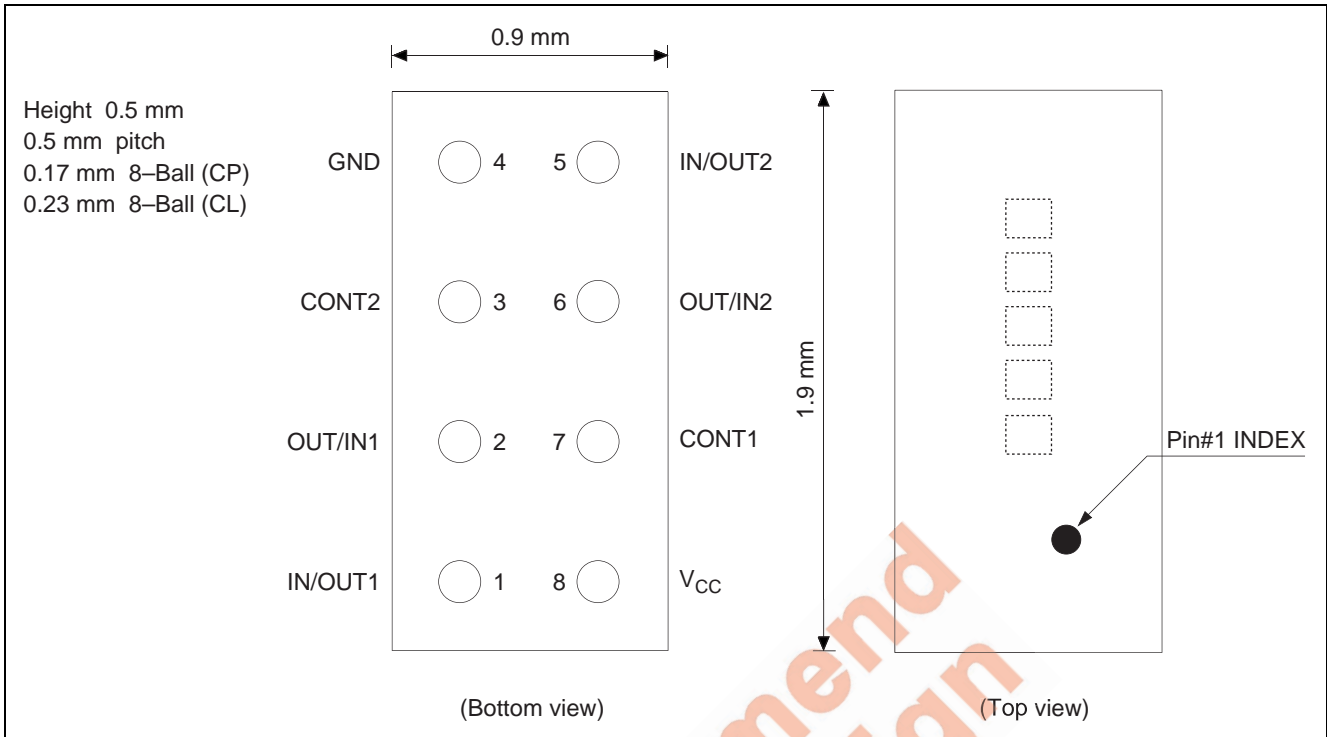 0.9 mm
Height 0.5 mm
0.5 mm pitch
0.17 mm 8–Ball (CP)
0.23 mm 8–Ball (CL)
GND 4 5 IN/OUT2
CONT2 3 6 OUT/IN2
OUT/IN1 2 7 CONT1
IN/OUT1 1 8 VCC
(Bottom view)
1.9 mm
Pin#1 INDEX
(Top view)
mend
sign